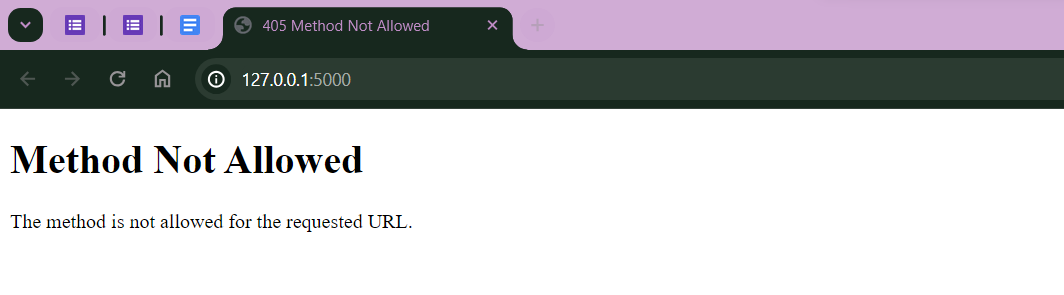 405 Method Not Allowed
127.0.0.1:5000
Method Not Allowed
The method is not allowed for the requested URL.